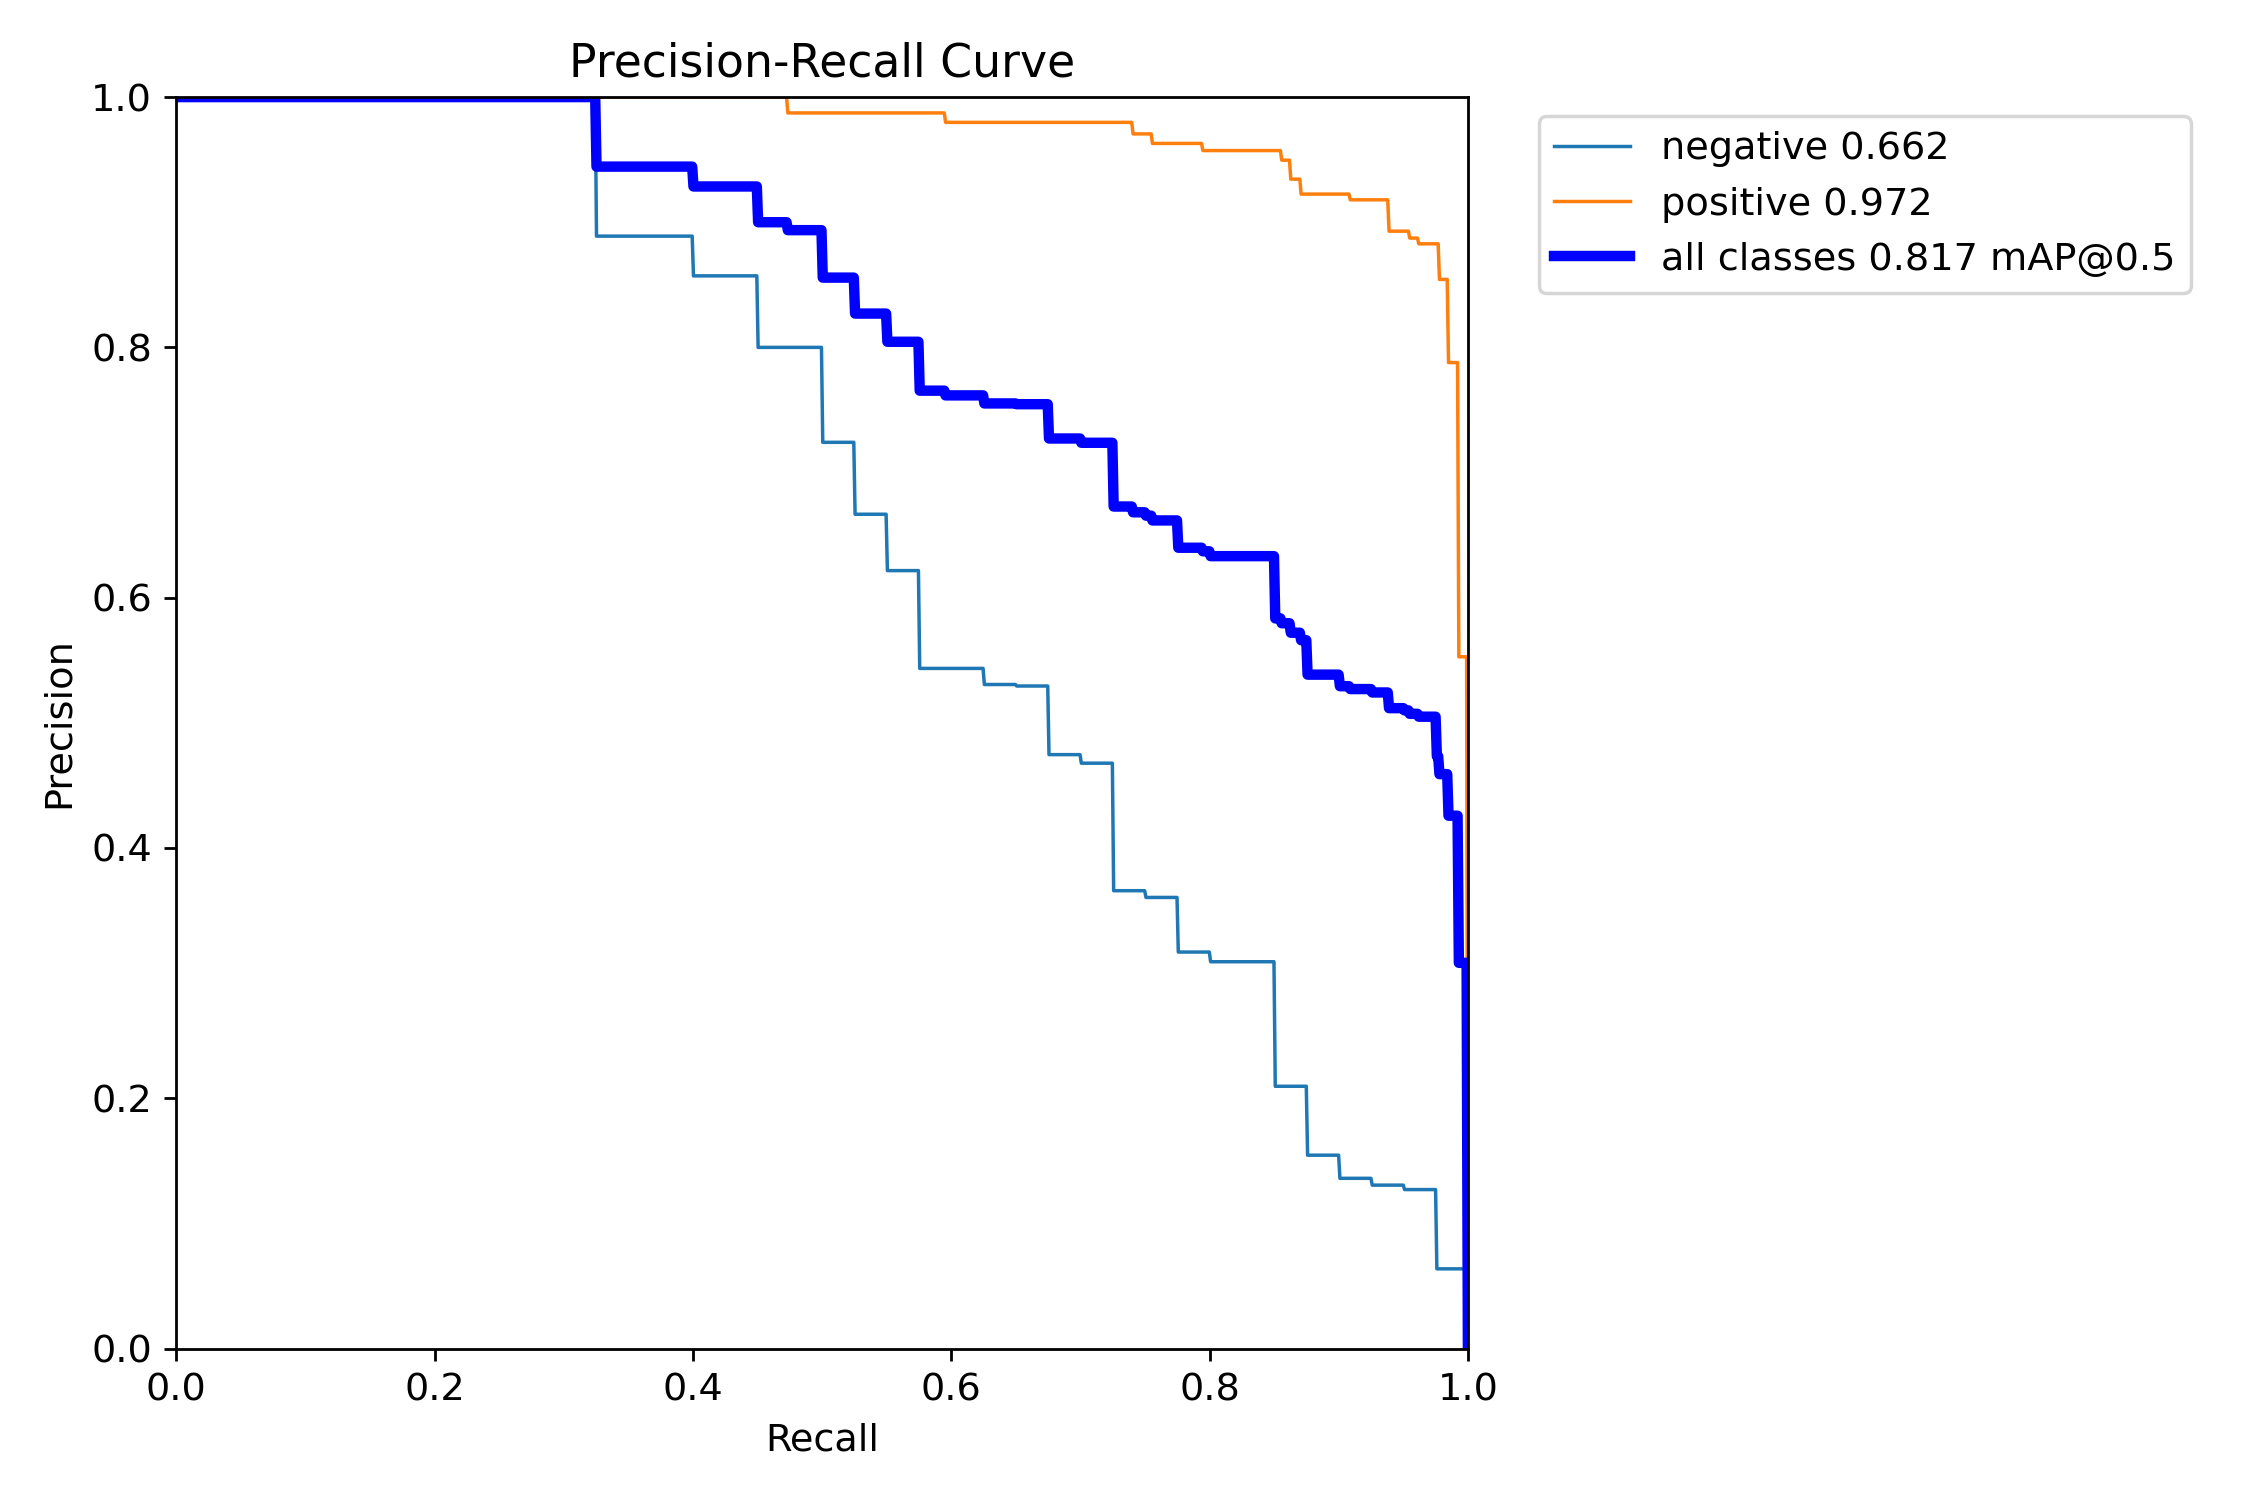 Precision-Recall Curve
1.0
0.8
0.6
0.4
0.2
0.0
Precision
0.0 0.2 0.4 0.6 0.8 1.0
Recall
negative 0.662
positive 0.972
all classes 0.817 mAP@0.5